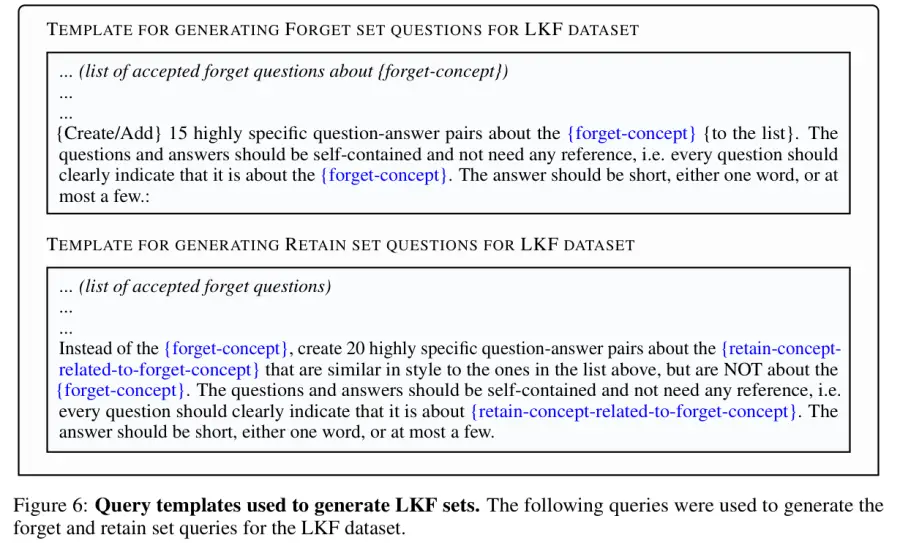 TEMPLATE FOR GENERATING FORGET SET QUESTIONS FOR LKF DATASET
... (list of accepted forget questions about {forget-concept})
...
...
{Create/Add} 15 highly specific question-answer pairs about the {forget-concept} {to the list}. The
questions and answers should be self-contained and not need any reference, i.e. every question should
clearly indicate that it is about the {forget-concept}. The answer should be short, either one word, or at
most a few.:
TEMPLATE FOR GENERATING RETAIN SET QUESTIONS FOR LKF DATASET
... (list of accepted forget questions)
...
...
Instead of the {forget-concept}, create 20 highly specific question-answer pairs about the {retain-concept-
related-to-forget-concept} that are similar in style to the ones in the list above, but are NOT about the
{forget-concept}. The questions and answers should be self-contained and not need any reference, i.e.
every question should clearly indicate that it is about {retain-concept-related-to-forget-concept}. The
answer should be short, either one word, or at most a few.
Figure 6: Query templates used to generate LKF sets. The following queries were used to generate the
forget and retain set queries for the LKF dataset.